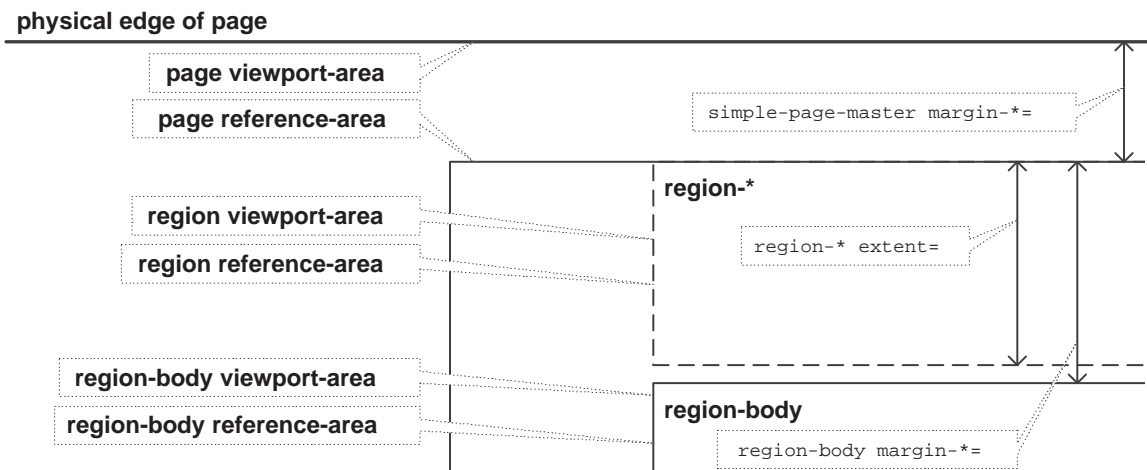 physical edge of page
page viewport-area
page reference-area
simple-page-master margin-*=
region-*
region viewport-area
region-* extent=
region reference-area
region-body viewport-area
region-body
region-body reference-area
region-body margin-*=